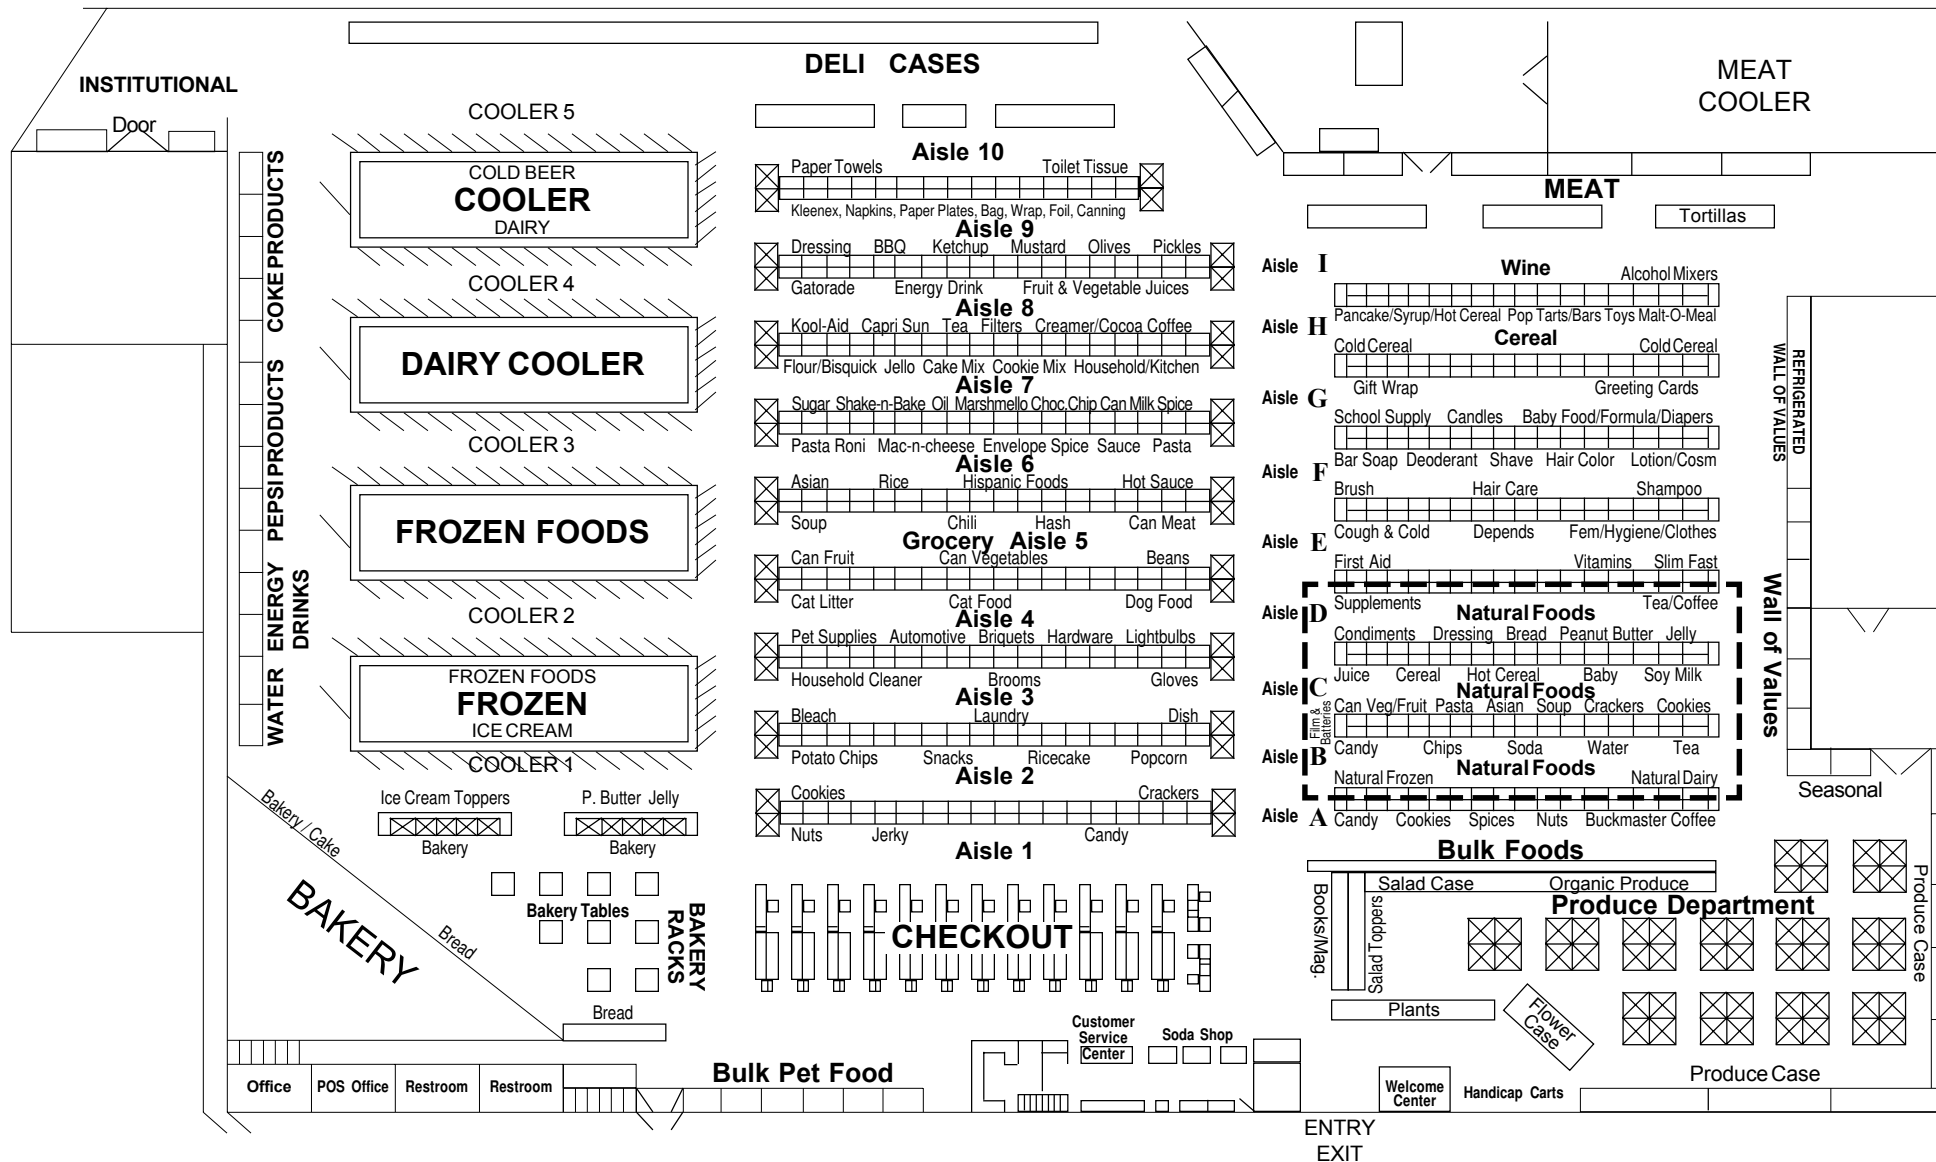 DELI CASES
INSTITUTIONAL
Door
MEAT
COOLER
COOLER 5
COLD BEER
COOLER
DAIRY
COOLER 4
DAIRY COOLER
COOLER 3
FROZEN FOODS
COOLER 2
FROZEN FOODS
FROZEN
ICE CREAM
COOLER 1
COKE PRODUCTS
PEPSI PRODUCTS
ENERGY
DRINKS
WATER
Aisle 10
Paper Towels Toilet Tissue
Kleenex, Napkins, Paper Plates, Bag, Wrap, Foil, Canning
Aisle 9
Dressing BBQ Ketchup Mustard Olives Pickles
Gatorade Energy Drink Fruit & Vegetable Juices
Aisle 8
Kool-Aid Capri Sun Tea Filters Creamer/Cocoa Coffee
Flour/Bisquick Jello Cake Mix Cookie Mix Household/Kitchen
Aisle 7
Sugar Shake-n-Bake Oil Marshmello Choc.Chip Can Milk Spice
Pasta Roni Mac-n-cheese Envelope Spice Sauce Pasta
Aisle 6
Asian Rice Hispanic Foods Hot Sauce
Soup Chili Hash Can Meat
Grocery Aisle 5
Can Fruit Can Vegetables Beans
Cat Litter Cat Food Dog Food
Aisle 4
Pet Supplies Automotive Briquets Hardware Lightbulbs
Household Cleaner Brooms Gloves
Aisle 3
Bleach Laundry Dish
Potato Chips Snacks Ricecake Popcorn
Aisle 2
Cookies Crackers
Nuts Jerky Candy
Aisle 1
CHECKOUT
MEAT
Tortillas
Aisle I
Wine
Alcohol Mixers
Pancake/Syrup/Hot Cereal Pop Tarts/Bars Toys Malt-O-Meal
Aisle H
Cereal
Cold Cereal Cold Cereal
Gift Wrap Greeting Cards
Aisle G
School Supply Candles Baby Food/Formula/Diapers
Bar Soap Deoderant Shave Hair Color Lotion/Cosm
Aisle F
Brush Hair Care Shampoo
Cough & Cold Depends Fem/Hygiene/Clothes
Aisle E
First Aid Vitamins Slim Fast
Supplements Tea/Coffee
Aisle D
Natural Foods
Condiments Dressing Bread Peanut Butter Jelly
Juice Cereal Hot Cereal Baby Soy Milk
Aisle C
Natural Foods
Film &
Batteries
Can Veg/Fruit Pasta Asian Soup Crackers Cookies
Candy Chips Soda Water Tea
Aisle B
Natural Foods
Natural Frozen Natural Dairy
Aisle A
Candy Cookies Spices Nuts Buckmaster Coffee
Bulk Foods
REFRIGERATED
WALL OF VALUES
Wall of Values
Seasonal
Salad Case Organic Produce
Produce Department
Books/Mag.
Salad Toppers
Produce Case
Plants
Flower
Case
Produce Case
Ice Cream Toppers P. Butter Jelly
Bakery Bakery
Bakery / Cake
BAKERY
Bread
Bakery Tables
BAKERY
RACKS
Bread
Office POS Office Restroom Restroom
Bulk Pet Food
Customer
Service
Center
Soda Shop
Welcome
Center
Handicap Carts
ENTRY
EXIT